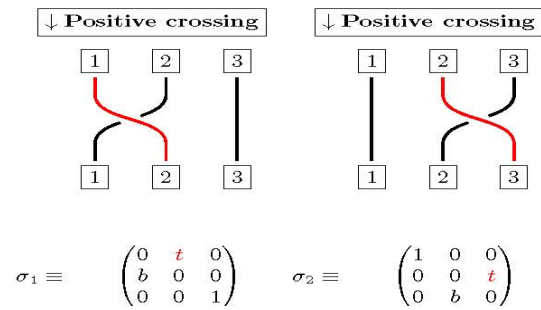 ↓ Positive crossing ↓ Positive crossing
1 2 3 1 2 3
1 2 3 1 2 3
σ₁ ≡ (0 t 0 / b 0 0 / 0 0 1) σ₂ ≡ (1 0 0 / 0 0 t / 0 b 0)